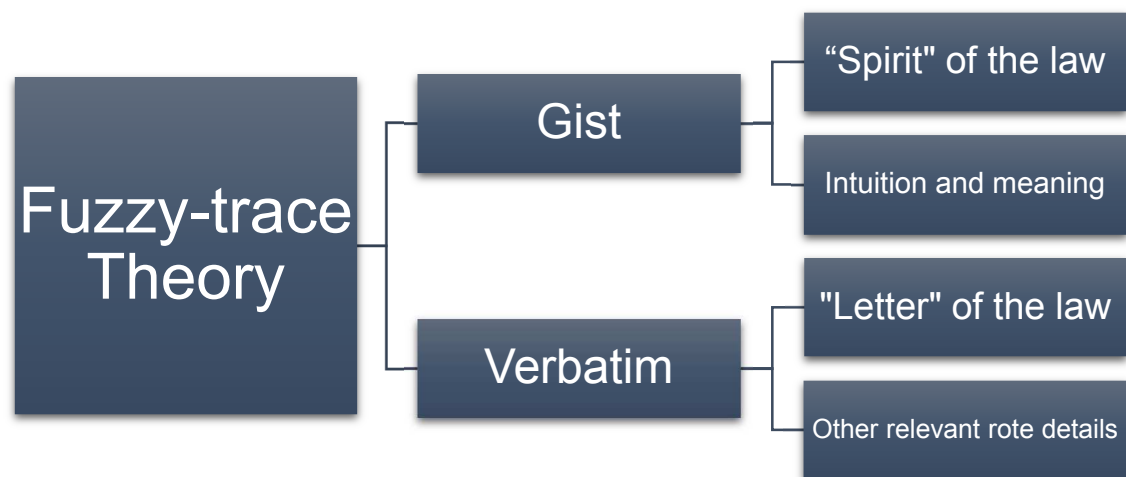 Fuzzy-trace
Theory
Gist
Verbatim
“Spirit" of the law
Intuition and meaning
"Letter" of the law
Other relevant rote details